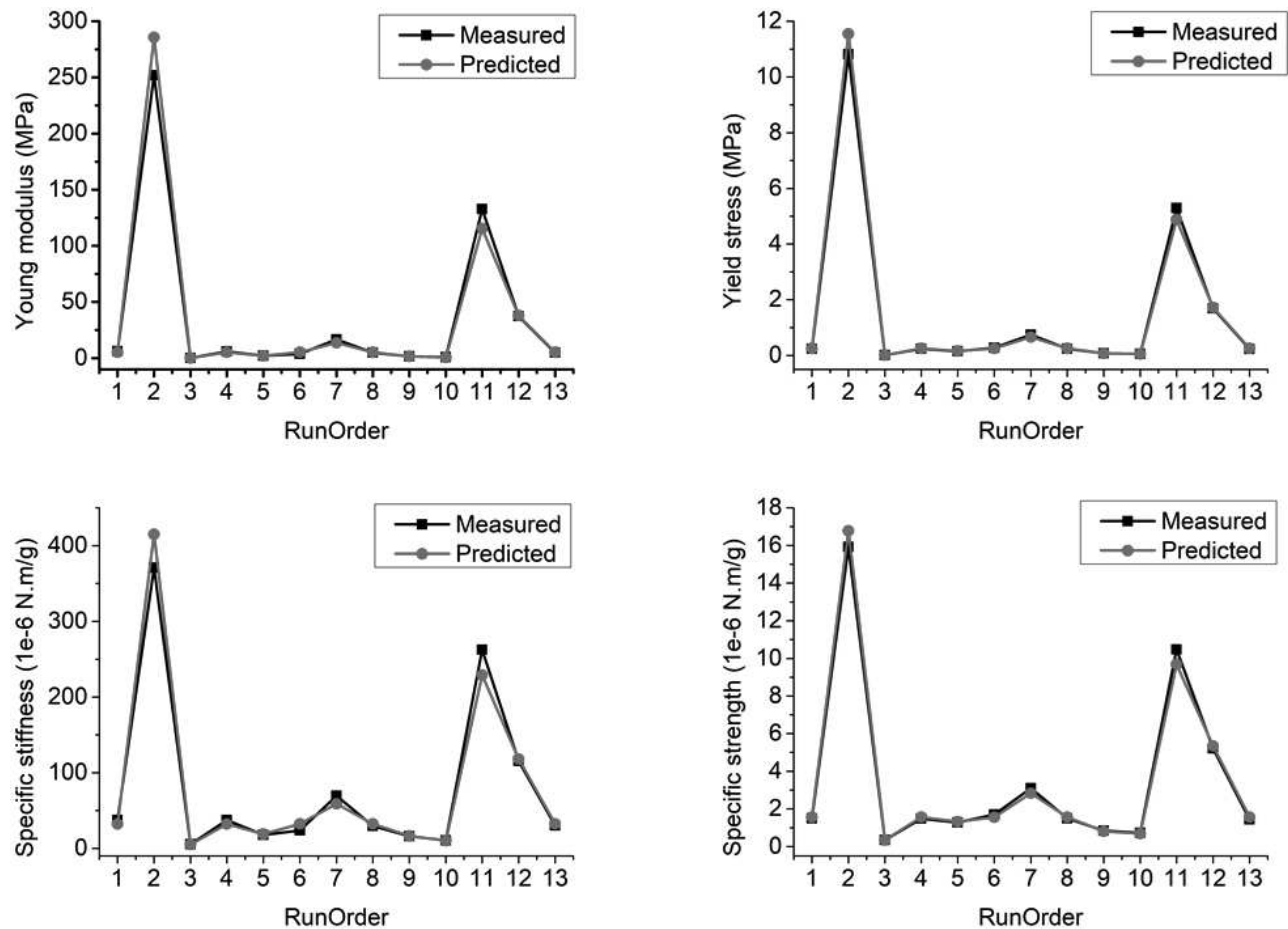 Young modulus (MPa)
300
250
200
150
100
50
0
Measured
Predicted
1 2 3 4 5 6 7 8 9 10 11 12 13
RunOrder
Yield stress (MPa)
12
10
8
6
4
2
0
Measured
Predicted
1 2 3 4 5 6 7 8 9 10 11 12 13
RunOrder
Specific stiffness (1e-6 N.m/g)
400
300
200
100
0
Measured
Predicted
1 2 3 4 5 6 7 8 9 10 11 12 13
RunOrder
Specific strength (1e-6 N.m/g)
18
16
14
12
10
8
6
4
2
0
Measured
Predicted
1 2 3 4 5 6 7 8 9 10 11 12 13
RunOrder